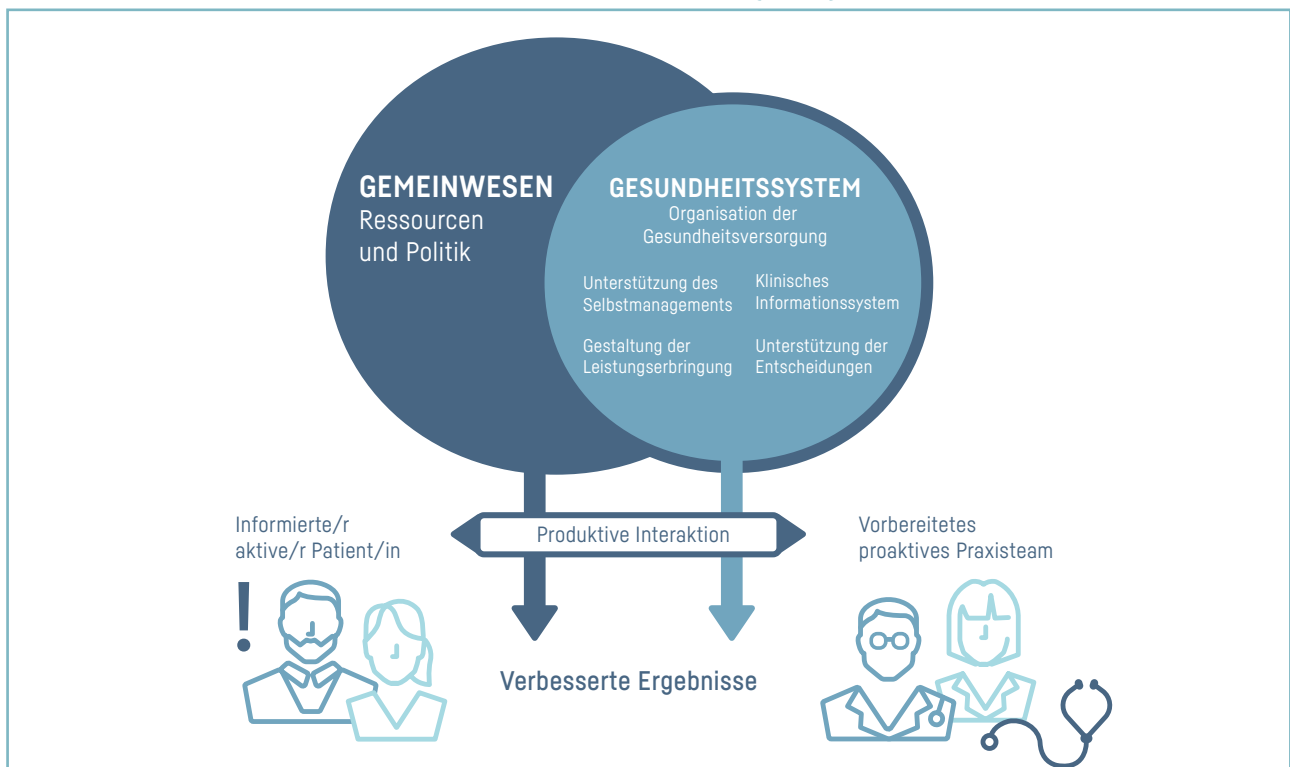 GEMEINWESEN
Ressourcen
und Politik
GESUNDHEITSSYSTEM
Organisation der
Gesundheitsversorgung
Unterstützung des
Selbstmanagements
Klinisches
Informationssystem
Gestaltung der
Leistungserbringung
Unterstützung der
Entscheidungen
Informierte/r
aktive/r Patient/in
Produktive Interaktion
Vorbereitetes
proaktives Praxisteam
!
Verbesserte Ergebnisse